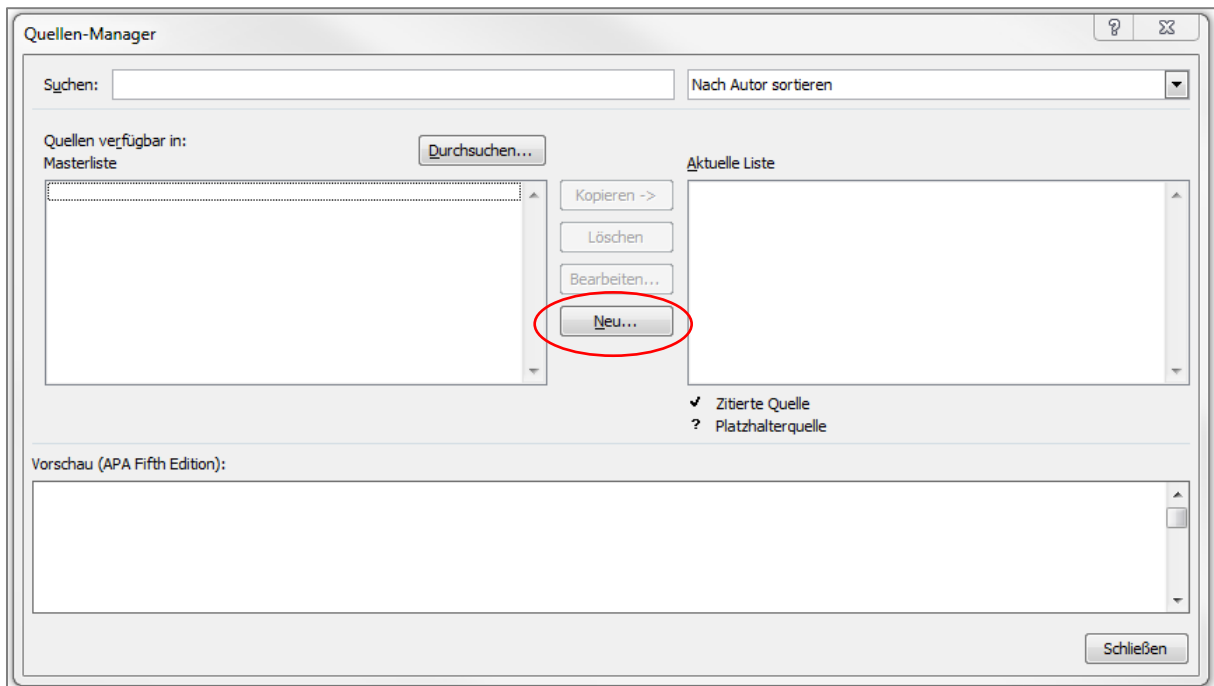 Quellen-Manager
Suchen:
Nach Autor sortieren
Quellen verfügbar in:
Masterliste
Durchsuchen...
Aktuelle Liste
Kopieren ->
Löschen
Bearbeiten...
Neu...
✓ Zitierte Quelle
? Platzhalterquelle
Vorschau (APA Fifth Edition):
Schließen